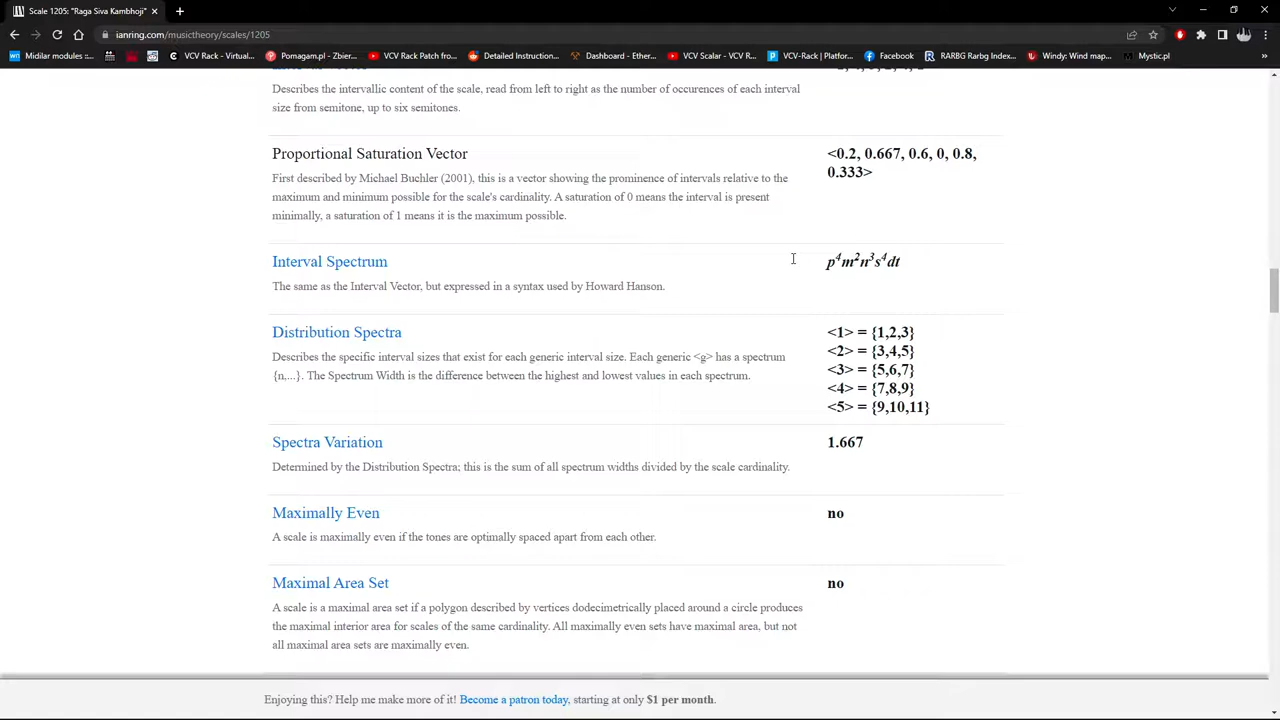 Scale 1205: "Raga Siva Kambhoji"
ianring.com/musictheory/scales/1205
Midilar modules ::
VCV Rack - Virtual...
Pomagam.pl - Zbier...
VCV Rack Patch from...
Detailed Instruction...
Dashboard - Ether...
VCV Scalar - VCV R...
VCV-Rack | Platfor...
Facebook
RARBG Rarbg Index...
Windy: Wind map...
Mystic.pl
Describes the intervallic content of the scale, read from left to right as the number of occurences of each interval
size from semitone, up to six semitones.
Proportional Saturation Vector
<0.2, 0.667, 0.6, 0, 0.8,
0.333>
First described by Michael Buchler (2001), this is a vector showing the prominence of intervals relative to the
maximum and minimum possible for the scale's cardinality. A saturation of 0 means the interval is present
minimally, a saturation of 1 means it is the maximum possible.
Interval Spectrum
p⁴m²n³s⁴dt
The same as the Interval Vector, but expressed in a syntax used by Howard Hanson.
Distribution Spectra
<1> = {1,2,3}
<2> = {3,4,5}
<3> = {5,6,7}
<4> = {7,8,9}
<5> = {9,10,11}
Describes the specific interval sizes that exist for each generic interval size. Each generic <g> has a spectrum
{n,...}. The Spectrum Width is the difference between the highest and lowest values in each spectrum.
Spectra Variation
1.667
Determined by the Distribution Spectra; this is the sum of all spectrum widths divided by the scale cardinality.
Maximally Even
no
A scale is maximally even if the tones are optimally spaced apart from each other.
Maximal Area Set
no
A scale is a maximal area set if a polygon described by vertices dodecimetrically placed around a circle produces
the maximal interior area for scales of the same cardinality. All maximally even sets have maximal area, but not
all maximal area sets are maximally even.
Enjoying this? Help me make more of it! Become a patron today, starting at only $1 per month.